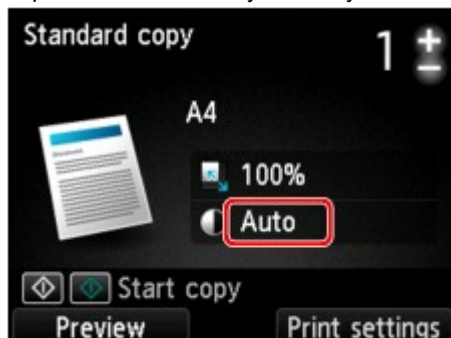 Standard copy
1
A4
100%
Auto
Start copy
Preview
Print settings